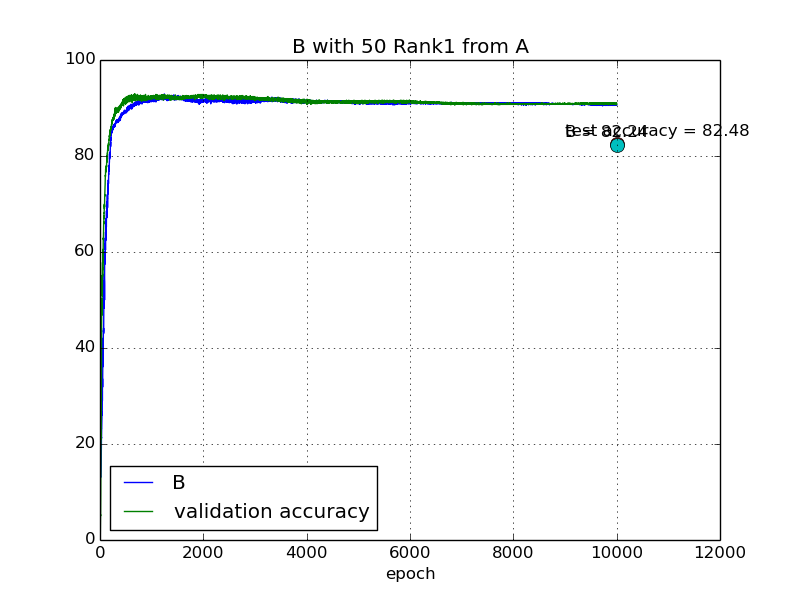 B with 50 Rank1 from A
100
80
60
40
20
0
B = 82.24
test accuracy = 82.48
B
validation accuracy
0 2000 4000 6000 8000 10000 12000
epoch